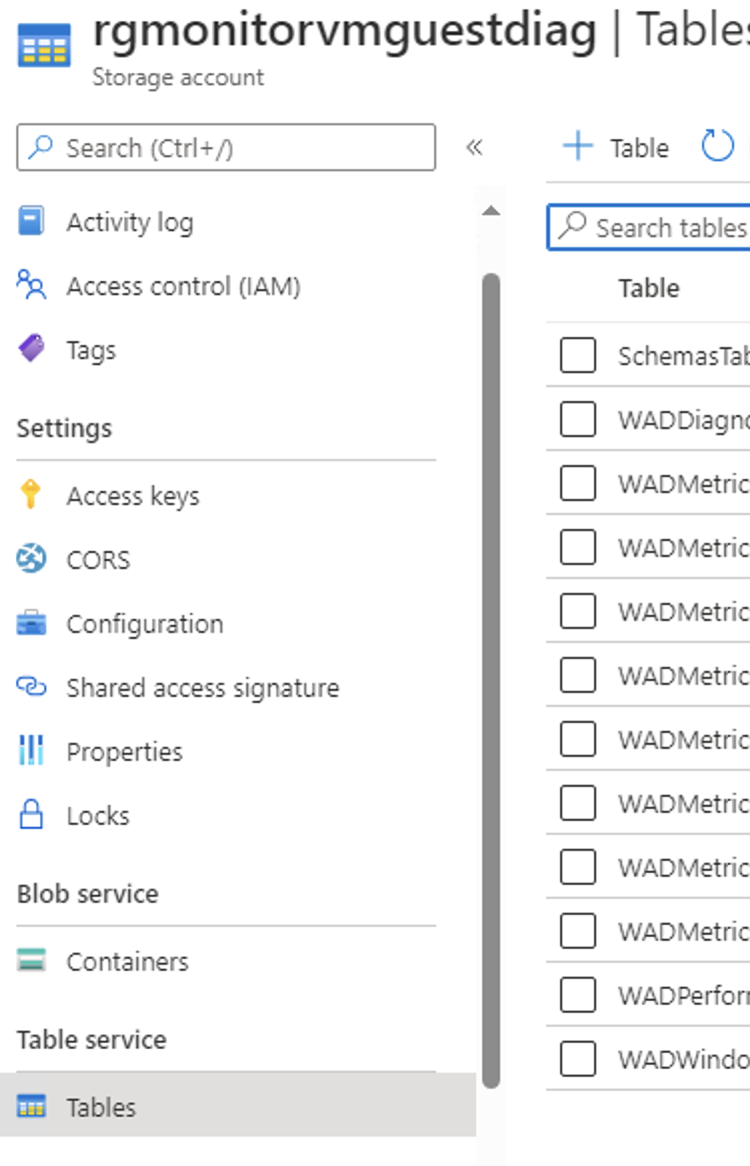 rgmonitorvmguestdiag | Tables
Storage account
Search (Ctrl+/)
«
Activity log
Access control (IAM)
Tags
Settings
Access keys
CORS
Configuration
Shared access signature
Properties
Locks
Blob service
Containers
Table service
Tables
+ Table
Search tables
Table
SchemasTab
WADDiagno
WADMetric
WADMetric
WADMetric
WADMetric
WADMetric
WADMetric
WADMetric
WADMetric
WADPerfor
WADWindo